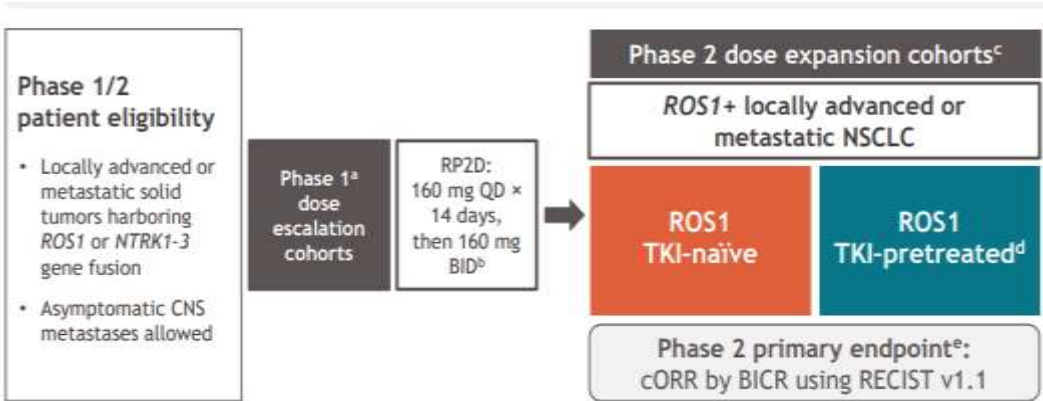 Phase 1/2
patient eligibility
• Locally advanced or
metastatic solid
tumors harboring
ROS1 or NTRK1-3
gene fusion
• Asymptomatic CNS
metastases allowed
Phase 1ᵃ
dose
escalation
cohorts
RP2D:
160 mg QD ×
14 days,
then 160 mg
BIDᵇ
Phase 2 dose expansion cohortsᶜ
ROS1+ locally advanced or
metastatic NSCLC
ROS1
TKI-naïve
ROS1
TKI-pretreatedᵈ
Phase 2 primary endpointᵉ:
cORR by BICR using RECIST v1.1